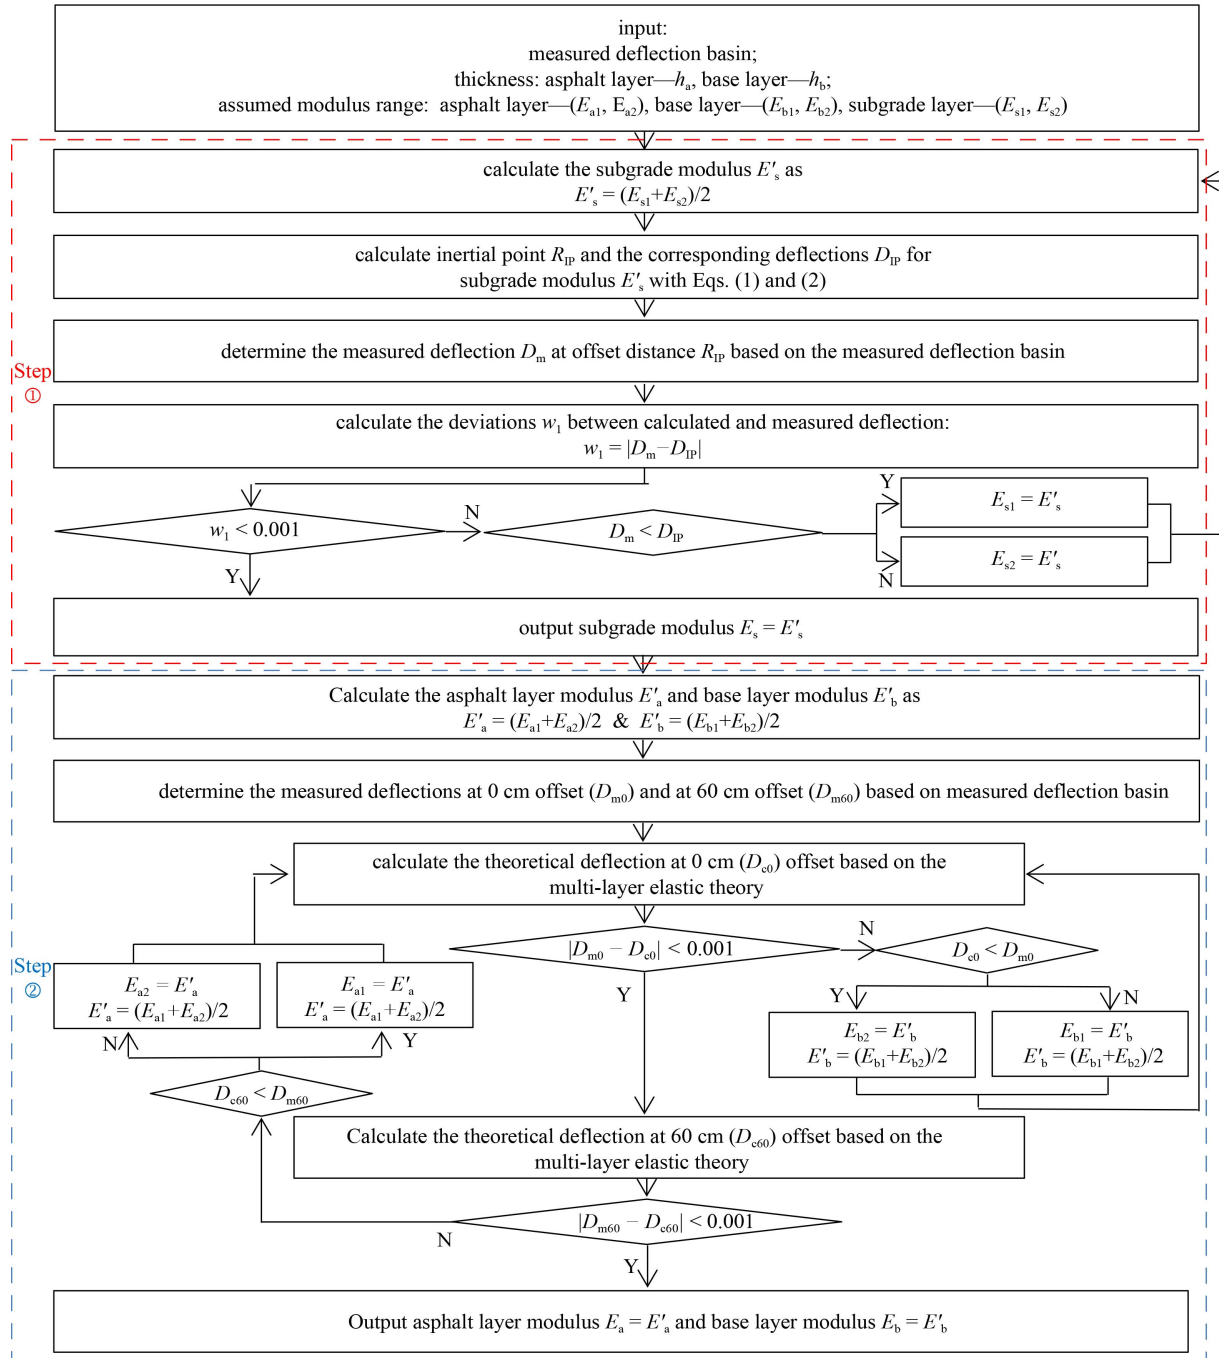 input:
measured deflection basin;
thickness: asphalt layer—hₐ, base layer—h_b;
assumed modulus range: asphalt layer—(E_a1, E_a2), base layer—(E_b1, E_b2), subgrade layer—(E_s1, E_s2)
calculate the subgrade modulus E′_s as
E′_s = (E_s1+E_s2)/2
calculate inertial point R_IP and the corresponding deflections D_IP for
subgrade modulus E′_s with Eqs. (1) and (2)
determine the measured deflection D_m at offset distance R_IP based on the measured deflection basin
Step
①
calculate the deviations w_1 between calculated and measured deflection:
w_1 = |D_m−D_IP|
w_1 < 0.001
N
D_m < D_IP
Y
E_s1 = E′_s
N
E_s2 = E′_s
Y
output subgrade modulus E_s = E′_s
Calculate the asphalt layer modulus E′_a and base layer modulus E′_b as
E′_a = (E_a1+E_a2)/2 & E′_b = (E_b1+E_b2)/2
determine the measured deflections at 0 cm offset (D_m0) and at 60 cm offset (D_m60) based on measured deflection basin
calculate the theoretical deflection at 0 cm (D_c0) offset based on the
multi-layer elastic theory
|D_m0 − D_c0| < 0.001
N
D_c0 < D_m0
Step
②
E_a2 = E′_a
E′_a = (E_a1+E_a2)/2
E_a1 = E′_a
E′_a = (E_a1+E_a2)/2
Y
Y
N
E_b2 = E′_b
E′_b = (E_b1+E_b2)/2
E_b1 = E′_b
E′_b = (E_b1+E_b2)/2
N
Y
D_c60 < D_m60
Calculate the theoretical deflection at 60 cm (D_c60) offset based on the
multi-layer elastic theory
|D_m60 − D_c60| < 0.001
N
Y
Output asphalt layer modulus E_a = E′_a and base layer modulus E_b = E′_b